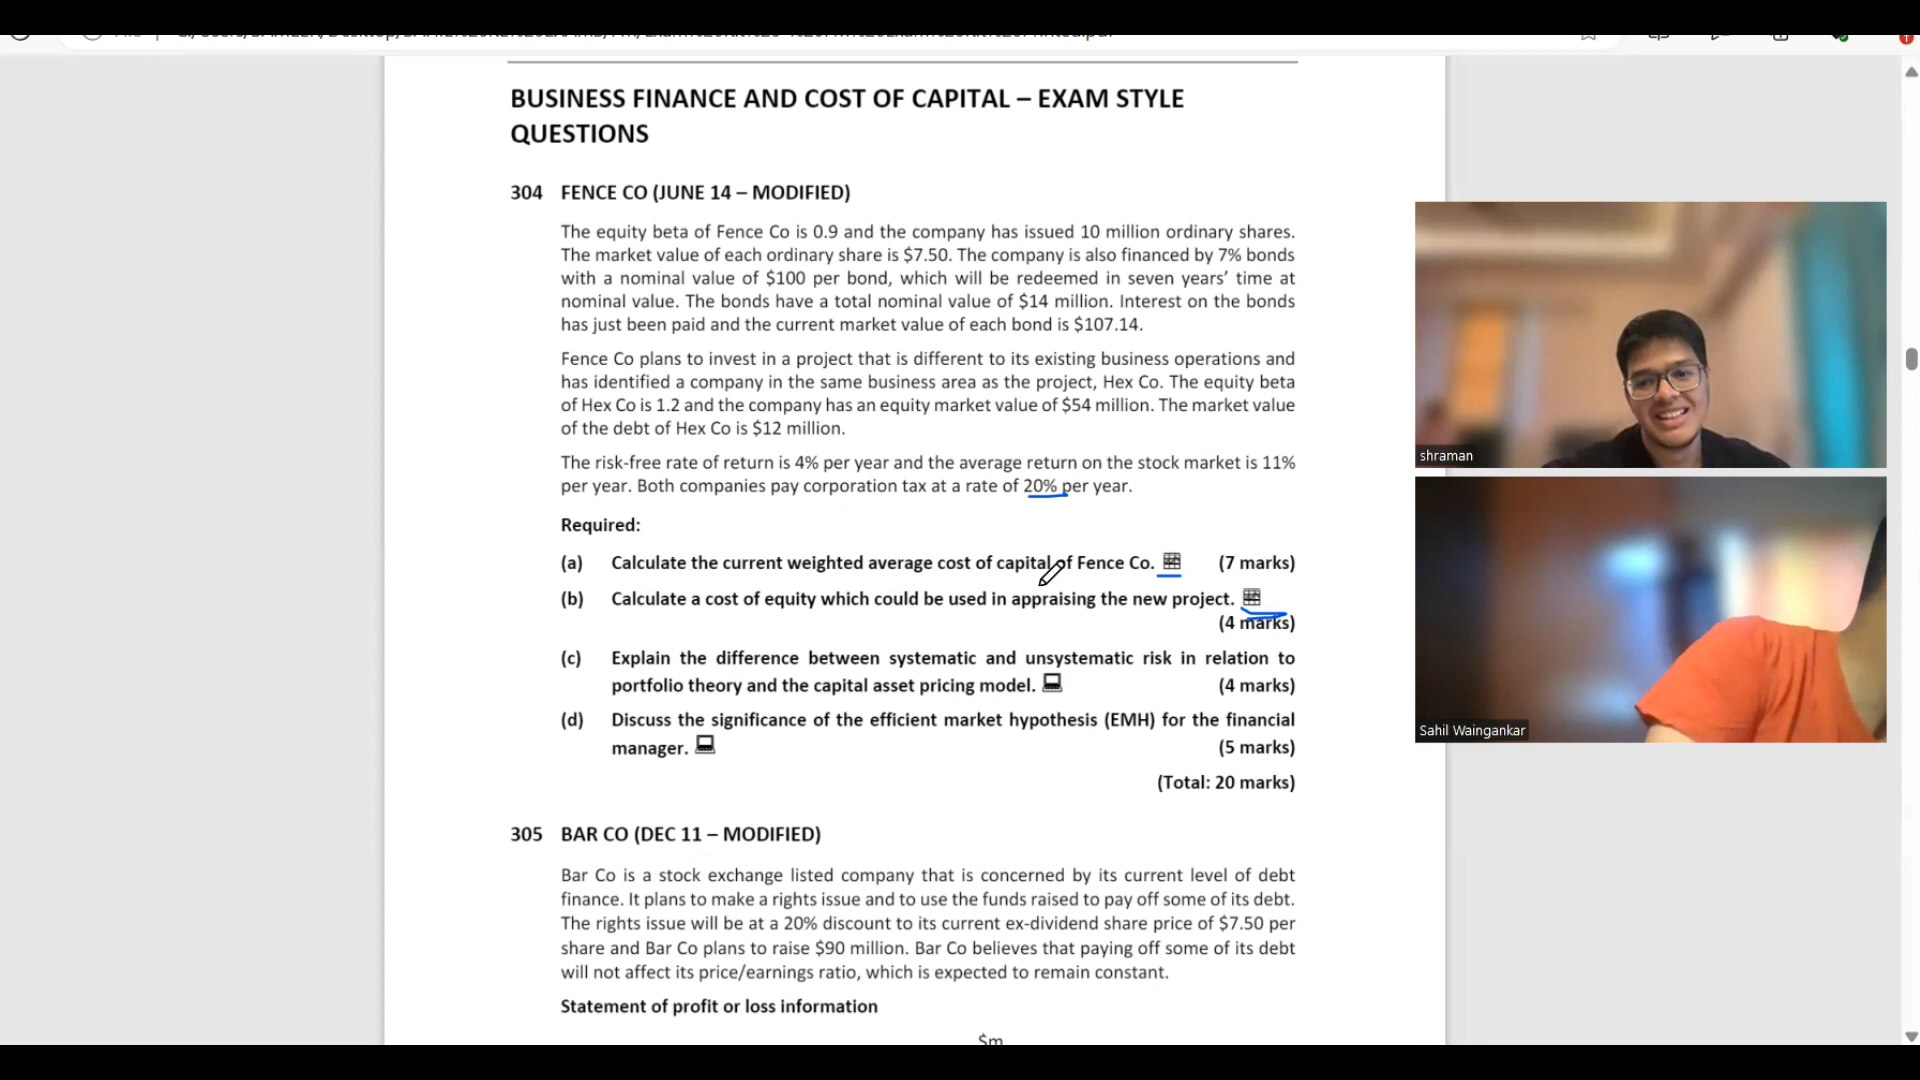 BUSINESS FINANCE AND COST OF CAPITAL – EXAM STYLE
QUESTIONS
304 FENCE CO (JUNE 14 – MODIFIED)
The equity beta of Fence Co is 0.9 and the company has issued 10 million ordinary shares.
The market value of each ordinary share is $7.50. The company is also financed by 7% bonds
with a nominal value of $100 per bond, which will be redeemed in seven years’ time at
nominal value. The bonds have a total nominal value of $14 million. Interest on the bonds
has just been paid and the current market value of each bond is $107.14.
Fence Co plans to invest in a project that is different to its existing business operations and
has identified a company in the same business area as the project, Hex Co. The equity beta
of Hex Co is 1.2 and the company has an equity market value of $54 million. The market value
of the debt of Hex Co is $12 million.
The risk-free rate of return is 4% per year and the average return on the stock market is 11%
per year. Both companies pay corporation tax at a rate of 20% per year.
Required:
(a) Calculate the current weighted average cost of capital of Fence Co. (7 marks)
(b) Calculate a cost of equity which could be used in appraising the new project.
(4 marks)
(c) Explain the difference between systematic and unsystematic risk in relation to
portfolio theory and the capital asset pricing model. (4 marks)
(d) Discuss the significance of the efficient market hypothesis (EMH) for the financial
manager. (5 marks)
(Total: 20 marks)
305 BAR CO (DEC 11 – MODIFIED)
Bar Co is a stock exchange listed company that is concerned by its current level of debt
finance. It plans to make a rights issue and to use the funds raised to pay off some of its debt.
The rights issue will be at a 20% discount to its current ex-dividend share price of $7.50 per
share and Bar Co plans to raise $90 million. Bar Co believes that paying off some of its debt
will not affect its price/earnings ratio, which is expected to remain constant.
Statement of profit or loss information
$m
shraman
Sahil Waingankar